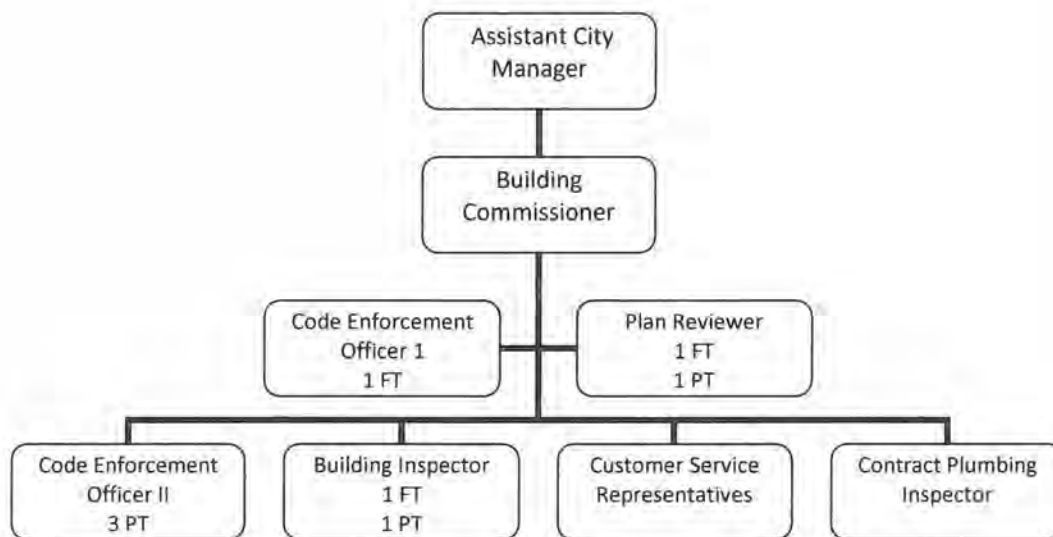 Assistant City
Manager
Building
Commissioner
Code Enforcement
Officer 1
1 FT
Plan Reviewer
1 FT
1 PT
Code Enforcement
Officer II
3 PT
Building Inspector
1 FT
1 PT
Customer Service
Representatives
Contract Plumbing
Inspector